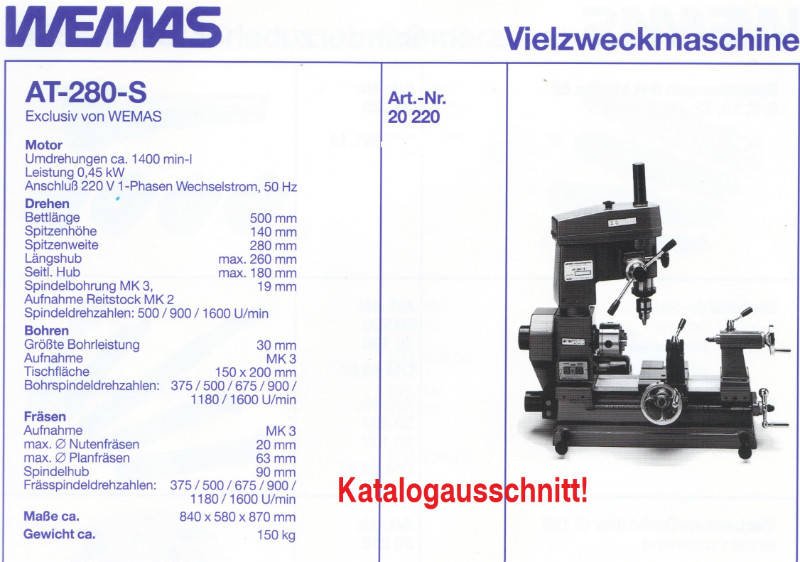 WEMAS
Vielzweckmaschine
AT-280-S
Exclusiv von WEMAS
Art.-Nr.
20 220
Motor
Umdrehungen ca. 1400 min-l
Leistung 0,45 kW
Anschluß 220 V 1-Phasen Wechselstrom, 50 Hz
Drehen
Bettlänge 500 mm
Spitzenhöhe 140 mm
Spitzenweite 280 mm
Längshub max. 260 mm
Seitl. Hub max. 180 mm
Spindelbohrung MK 3, 19 mm
Aufnahme Reitstock MK 2
Spindeldrehzahlen: 500 / 900 / 1600 U/min
Bohren
Größte Bohrleistung 30 mm
Aufnahme MK 3
Tischfläche 150 x 200 mm
Bohrspindeldrehzahlen: 375 / 500 / 675 / 900 /
1180 / 1600 U/min
Fräsen
Aufnahme MK 3
max. Ø Nutenfräsen 20 mm
max. Ø Planfräsen 63 mm
Spindelhub 90 mm
Frässpindeldrehzahlen: 375 / 500 / 675 / 900 /
1180 / 1600 U/min
Maße ca. 840 x 580 x 870 mm
Gewicht ca. 150 kg
Katalogausschnitt!